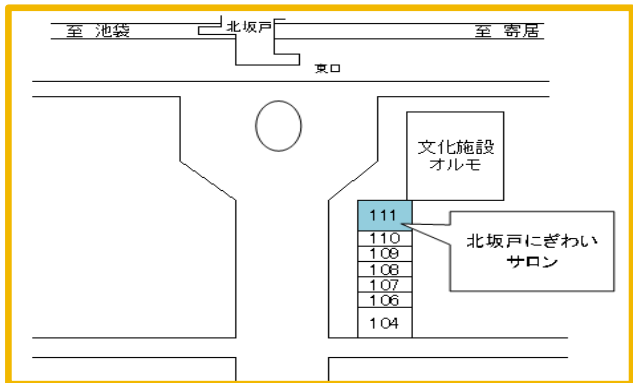 至 池袋
北坂戸
至 寄居
東口
文化施設
オルモ
111
北坂戸にぎわい
サロン
110
109
108
107
106
104